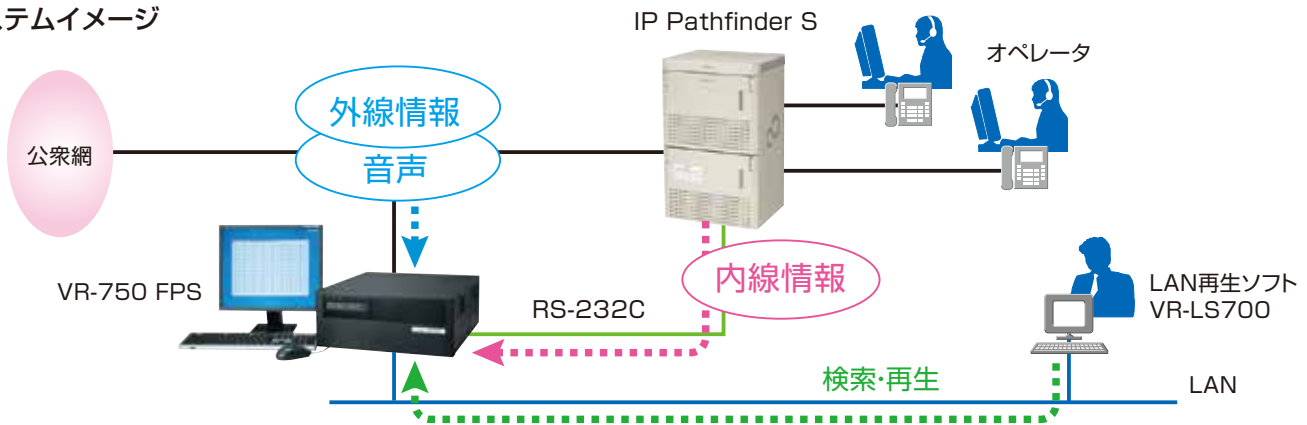 ステムイメージ
IP Pathfinder S
オペレータ
外線情報
公衆網
音声
内線情報
VR-750 FPS
RS-232C
LAN再生ソフト
VR-LS700
検索・再生
LAN